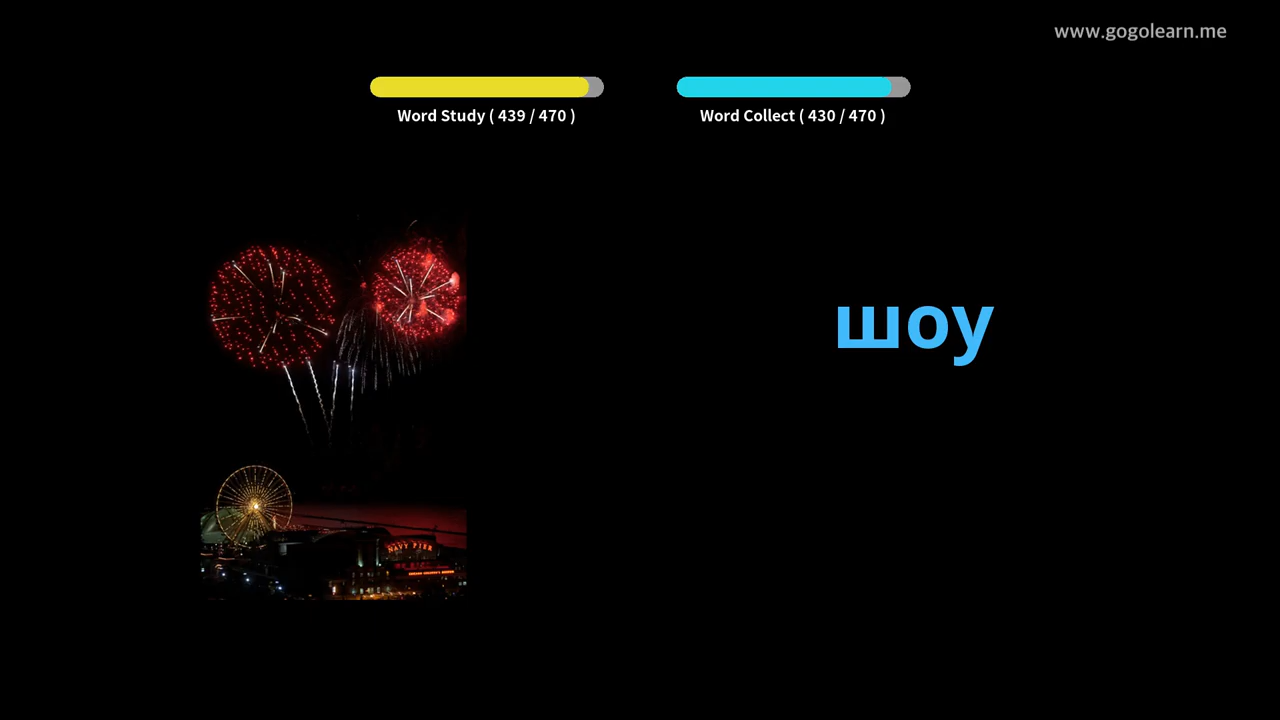 www.gogolearn.me
Word Study ( 439 / 470 )
Word Collect ( 430 / 470 )
шоу
NAVY PIER